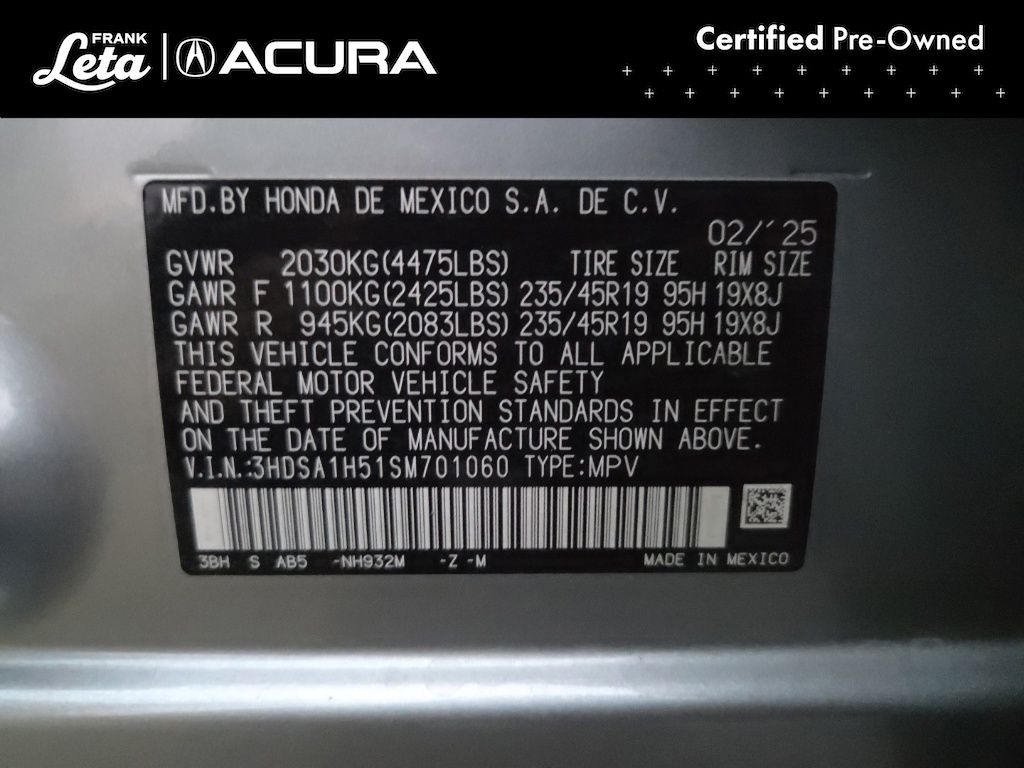 FRANK
Leta
ACURA
Certified Pre-Owned
MFD.BY HONDA DE MEXICO S.A. DE C.V.
02/´25
GVWR 2030KG(4475LBS) TIRE SIZE RIM SIZE
GAWR F 1100KG(2425LBS) 235/45R19 95H 19X8J
GAWR R 945KG(2083LBS) 235/45R19 95H 19X8J
THIS VEHICLE CONFORMS TO ALL APPLICABLE
FEDERAL MOTOR VEHICLE SAFETY
AND THEFT PREVENTION STANDARDS IN EFFECT
ON THE DATE OF MANUFACTURE SHOWN ABOVE.
V.I.N.:3HDSA1H51SM701060 TYPE:MPV
3BH S AB5 -NH932M -Z -M MADE IN MEXICO